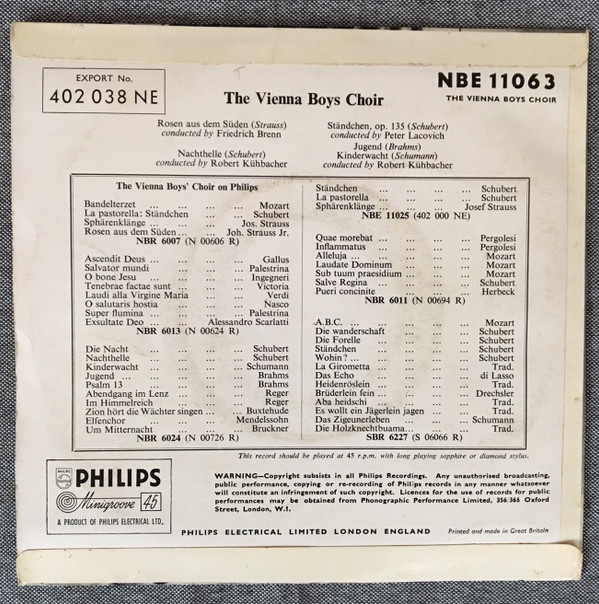 EXPORT No.
402 038 NE
NBE 11063
THE VIENNA BOYS CHOIR
The Vienna Boys Choir
Rosen aus dem Süden (Strauss)
conducted by Friedrich Brenn
Nachthelle (Schubert)
conducted by Robert Kühbacher
Ständchen, op. 135 (Schubert)
conducted by Peter Lacovich
Jugend (Brahms)
Kinderwacht (Schumann)
conducted by Robert Kühbacher
The Vienna Boys' Choir on Philips
Bandelterzet ... ... ... Mozart
La pastorella: Ständchen ... Schubert
Sphärenklänge ... ... Jos. Strauss
Rosen aus dem Süden ... Joh. Strauss Jr.
NBR 6007 (N 00606 R)
Ascendit Deus ... ... ... Gallus
Salvator mundi ... ... Palestrina
O bone Jesu ... ... ... Ingegneri
Tenebrae factae sunt ... ... Victoria
Laudi alla Virgine Maria ... Verdi
O salutaris hostia ... ... Nasco
Super flumina ... ... ... Palestrina
Exsultate Deo ... Alessandro Scarlatti
NBR 6013 (N 00624 R)
Die Nacht ... ... ... Schubert
Nachthelle ... ... ... Schubert
Kinderwacht ... ... ... Schumann
Jugend ... ... ... ... Brahms
Psalm 13 ... ... ... Brahms
Abendgang im Lenz ... ... Reger
Im Himmelreich ... ... Reger
Zion hört die Wächter singen ... Buxtehude
Elfenchor ... ... ... Mendelssohn
Um Mitternacht ... ... Bruckner
NBR 6024 (N 00726 R)
Ständchen ... ... ... Schubert
La pastorella ... ... ... Schubert
Sphärenklänge ... ... Josef Strauss
NBE 11025 (402 000 NE)
Quae morebat ... ... ... Pergolesi
Inflammatus ... ... ... Pergolesi
Alleluja ... ... ... ... Mozart
Laudate Dominum ... ... Mozart
Sub tuum praesidium ... ... Mozart
Salve Regina ... ... ... Schubert
Pueri concinite ... ... Herbeck
NBR 6011 (N 00694 R)
A.B.C. ... ... ... ... Mozart
Die wanderschaft ... ... Schubert
Die Forelle ... ... ... Schubert
Ständchen ... ... ... Schubert
Wohin? ... ... ... ... Schubert
La Girometta ... ... ... Trad.
Das Echo ... ... ... di Lasso
Heidenröslein ... ... ... Trad.
Brüderlein fein ... ... Drechsler
Aba heidschi ... ... ... Trad.
Es wollt ein Jägerlein jagen ... Trad.
Das Zigeunerleben ... ... Schumann
Die Holzknechtbuama ... ... Trad.
SBR 6227 (S 06066 R)
This record should be played at 45 r.p.m. with long playing sapphire or diamond stylus.
PHILIPS
PHILIPS
Minigroove 45
A PRODUCT OF PHILIPS ELECTRICAL LTD.,
WARNING—Copyright subsists in all Philips Recordings. Any unauthorised broadcasting,
public performance, copying or re-recording of Philips records in any manner whatsoever
will constitute an infringement of such copyright. Licences for the use of records for public
performances may be obtained from Phonographic Performance Limited, 356/366 Oxford
Street, London, W.1.
PHILIPS ELECTRICAL LIMITED LONDON ENGLAND
Printed and made in Great Britain